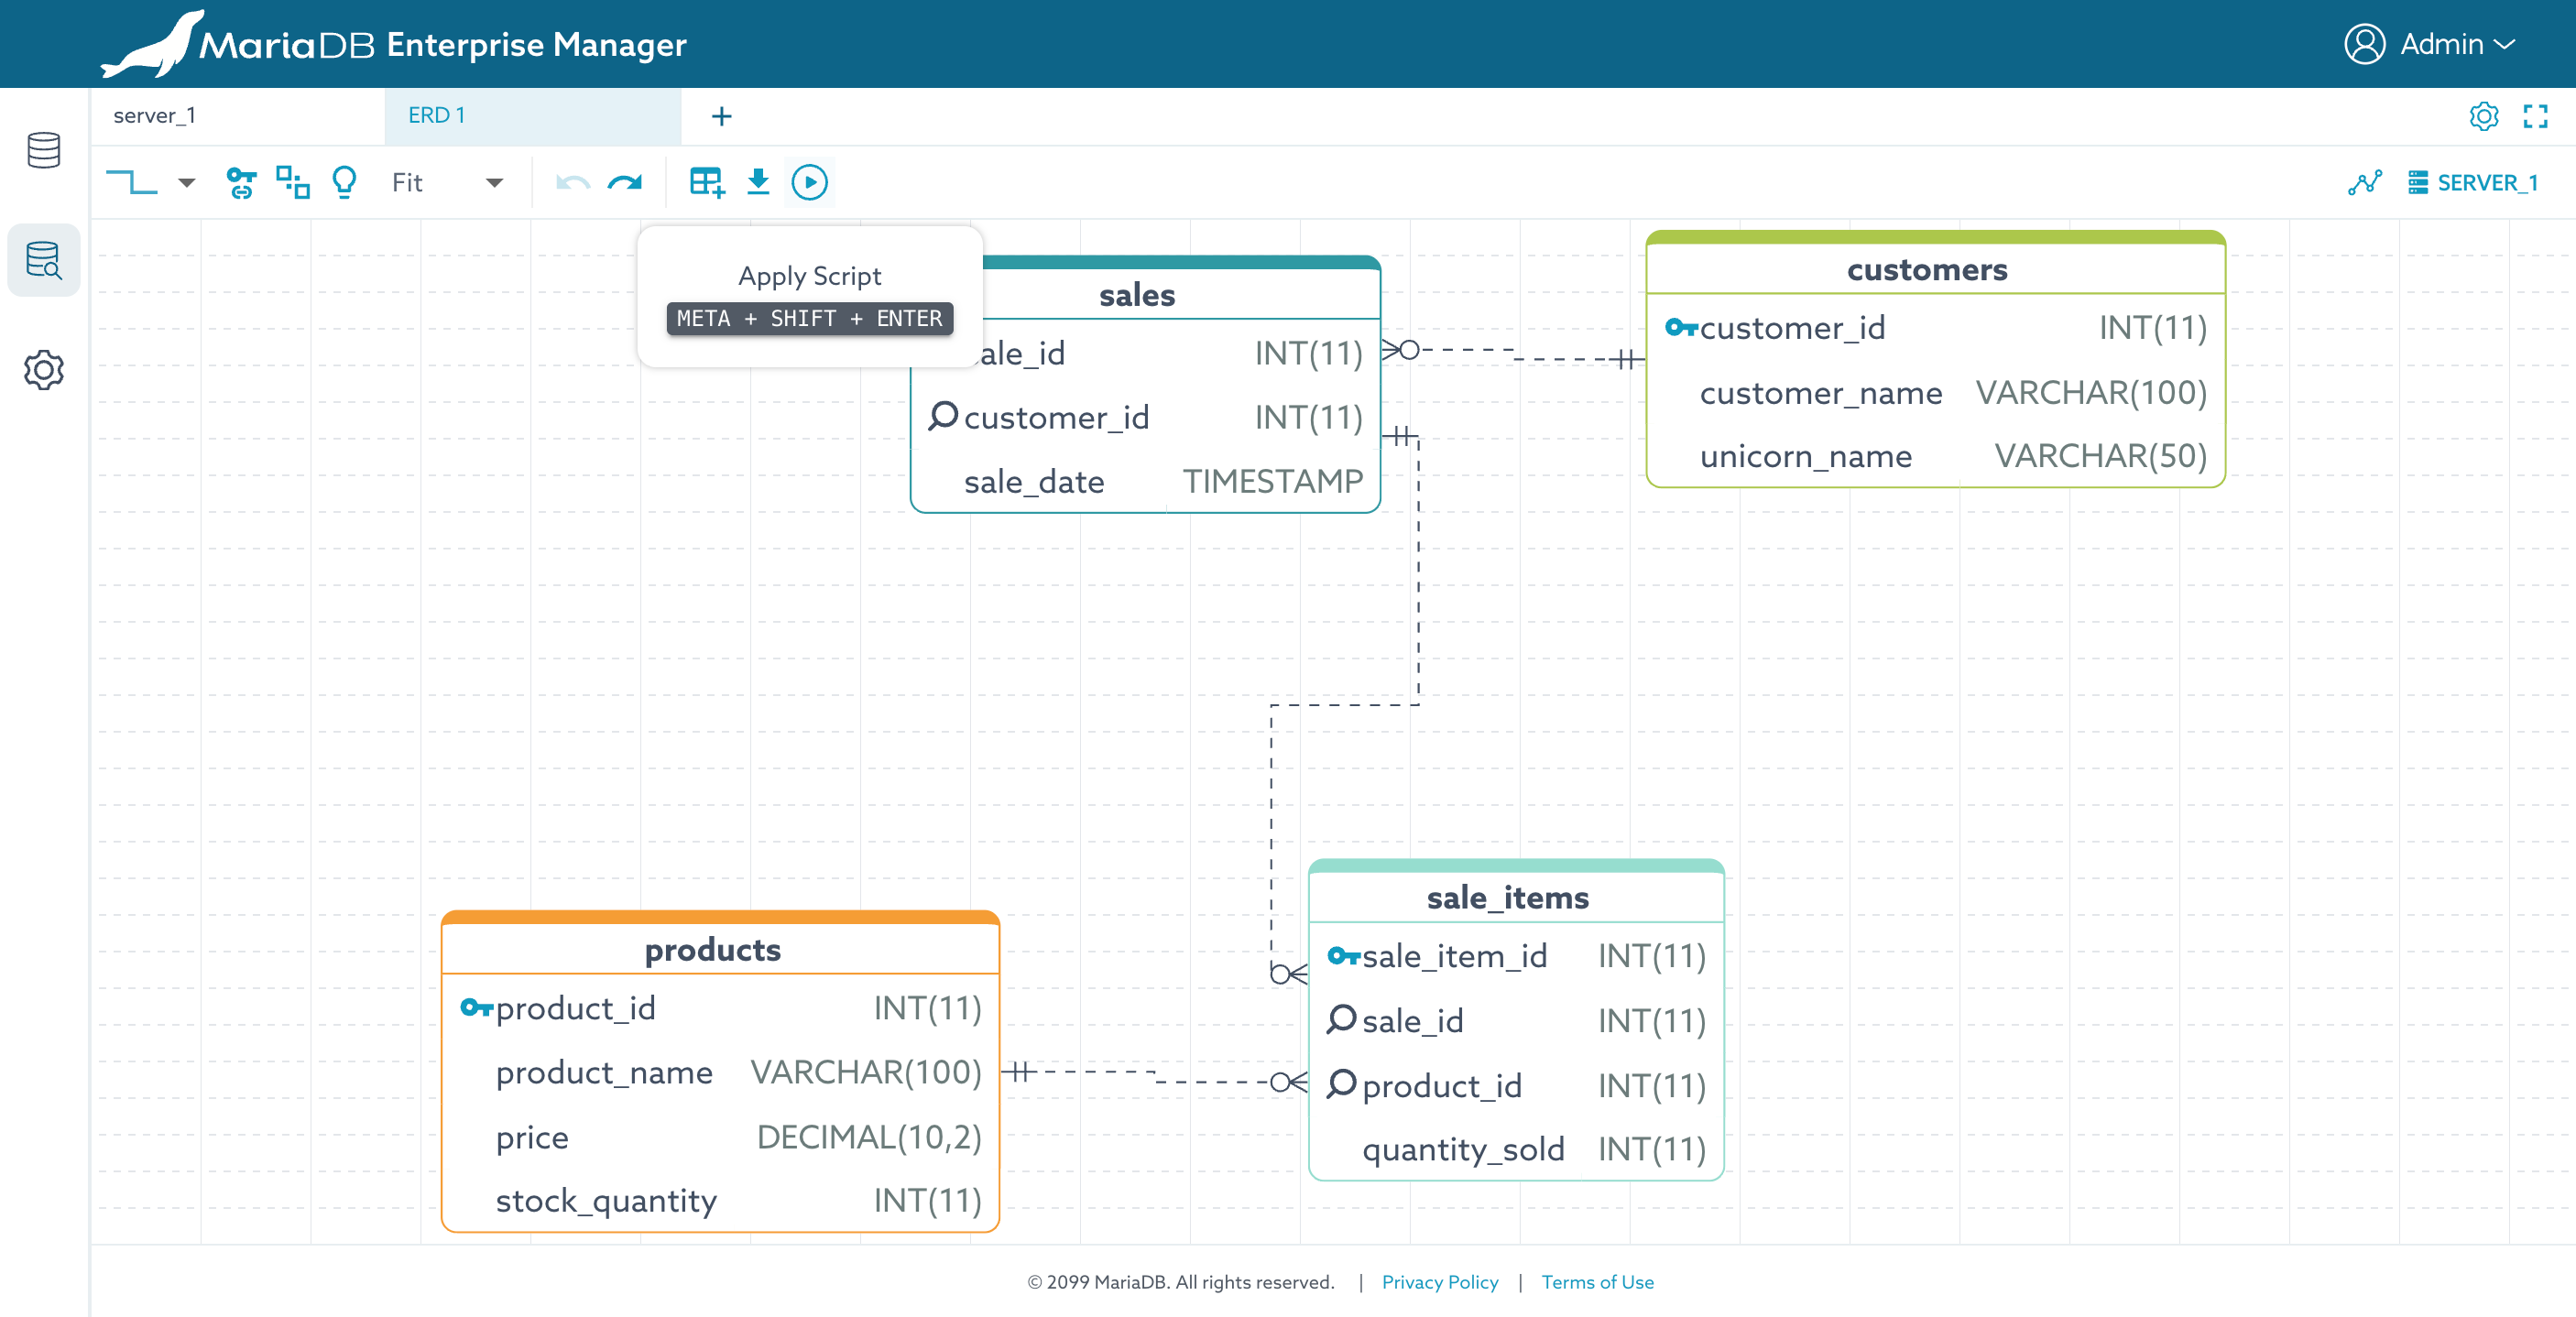 MariaDB Enterprise Manager
Admin
server_1
ERD 1
Fit
SERVER_1
Apply Script
META + SHIFT + ENTER
sales
ale_id INT(11)
customer_id INT(11)
sale_date TIMESTAMP
customers
customer_id INT(11)
customer_name VARCHAR(100)
unicorn_name VARCHAR(50)
sale_items
sale_item_id INT(11)
sale_id INT(11)
product_id INT(11)
quantity_sold INT(11)
products
product_id INT(11)
product_name VARCHAR(100)
price DECIMAL(10,2)
stock_quantity INT(11)
© 2099 MariaDB. All rights reserved. | Privacy Policy | Terms of Use